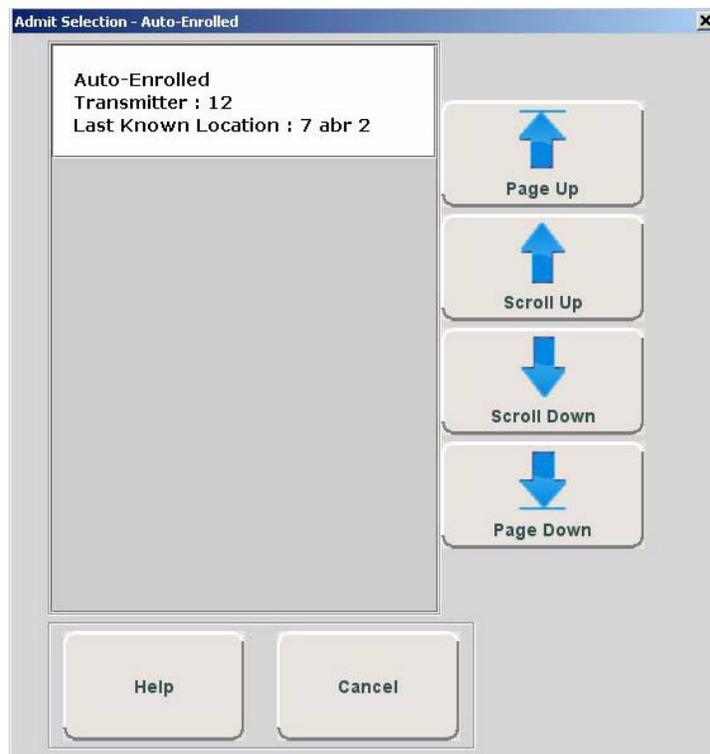 Admit Selection - Auto-Enrolled
Auto-Enrolled
Transmitter : 12
Last Known Location : 7 abr 2
Page Up
Scroll Up
Scroll Down
Page Down
Help
Cancel